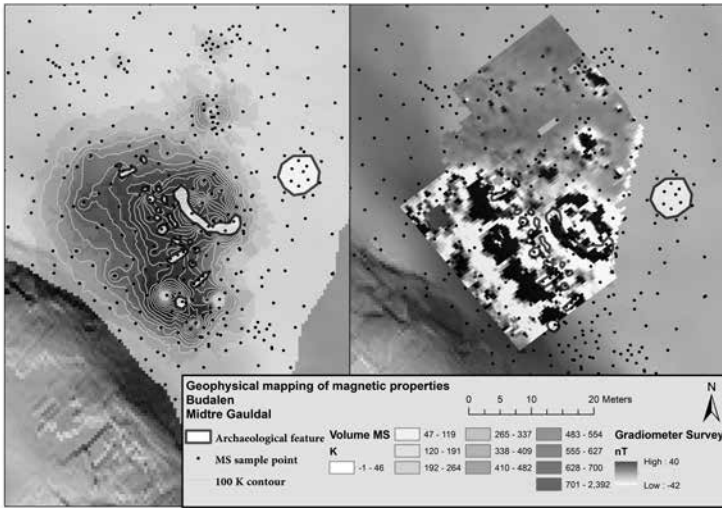 Geophysical mapping of magnetic properties
Budalen
Midtre Gauldal
N
0 10 20 Meters
Archaeological feature
MS sample point
100 K contour
Volume MS
K
-1 - 46
47 - 119
120 - 191
192 - 264
265 - 337
338 - 409
410 - 482
483 - 554
555 - 627
628 - 700
701 - 2,392
Gradiometer Survey
nT
High : 40
Low : -42